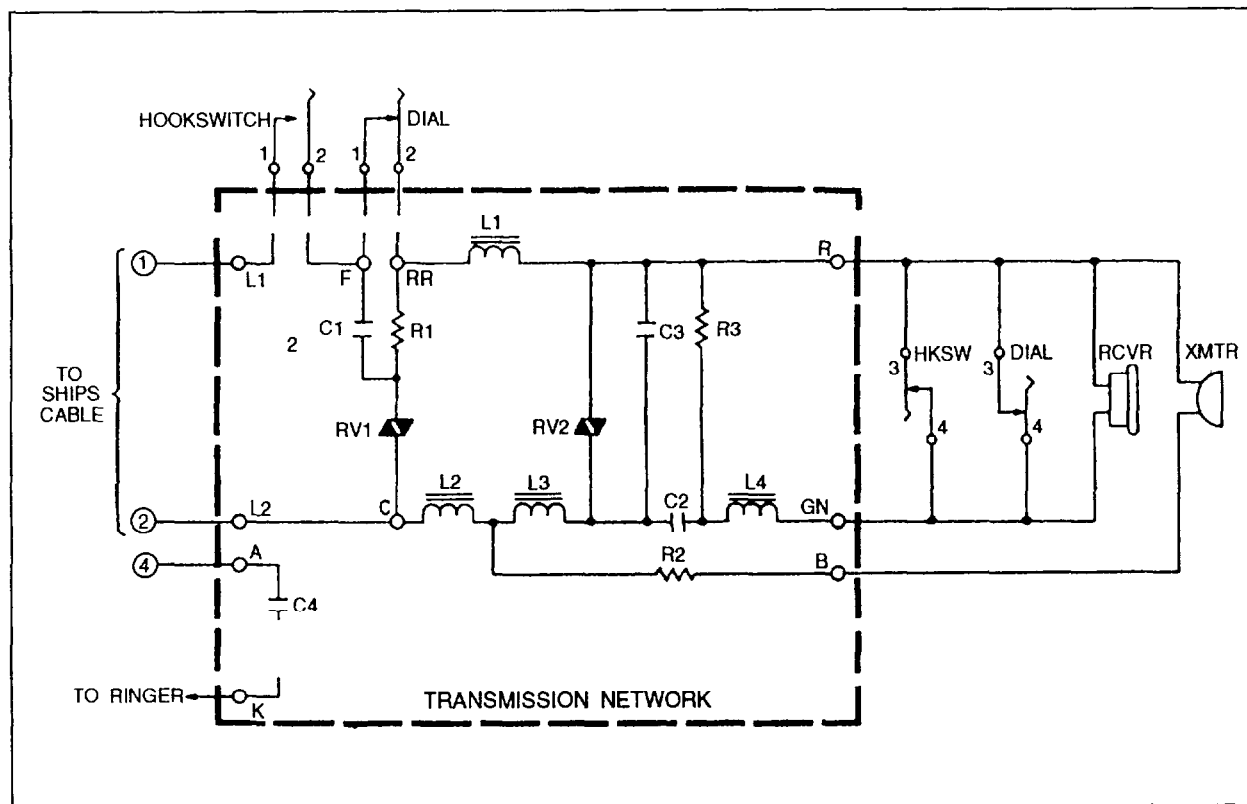 HOOKSWITCH
DIAL
1 2 1 2
L1
1
L1
F
RR
R
C1
R1
C3
R3
2
HKSW
DIAL
RCVR
XMTR
3
3
TO
SHIPS
CABLE
RV1
RV2
4
4
L2
L3
C2
L4
2
L2
C
GN
4
A
R2
B
C4
TO RINGER
K
TRANSMISSION NETWORK